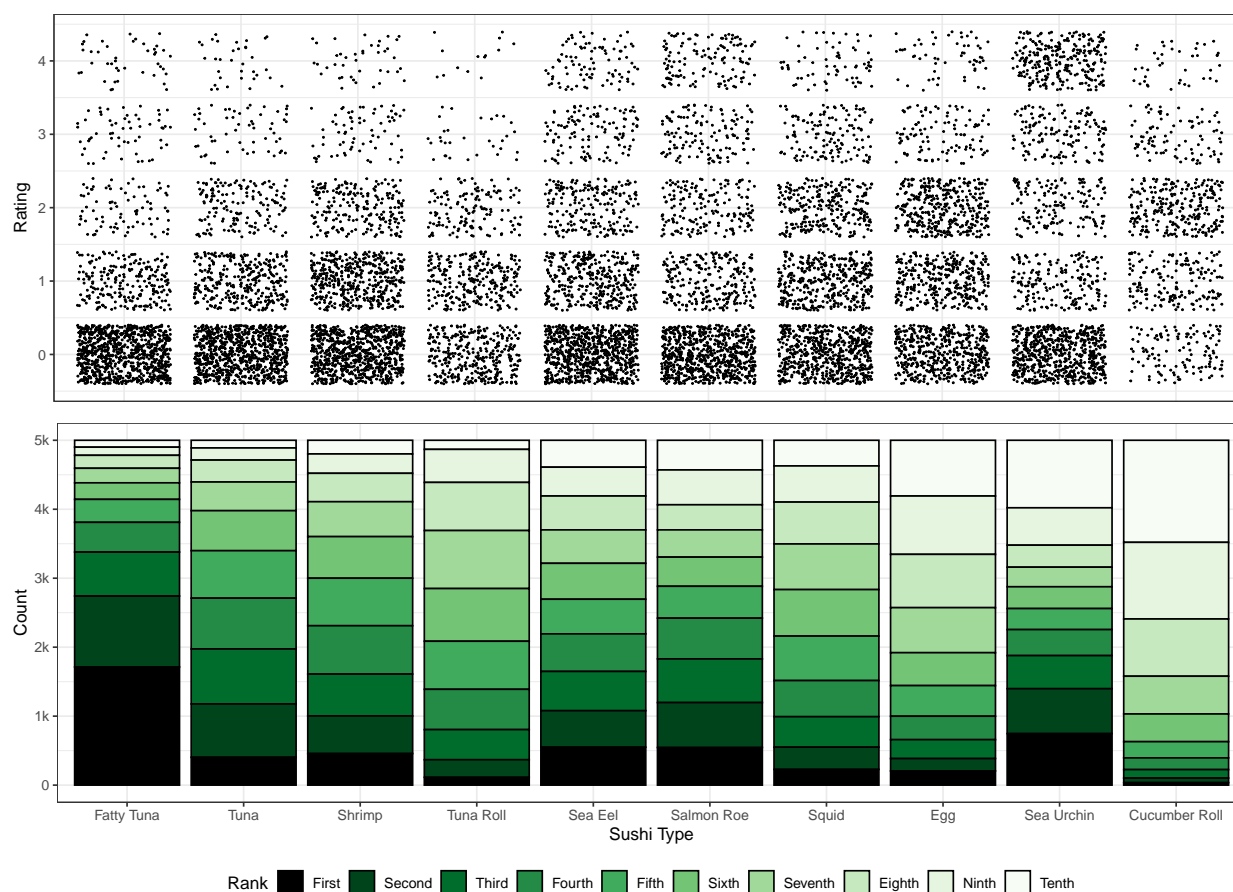 4
3
2
1
0
Rating
5k
4k
3k
2k
1k
0
Count
Fatty Tuna Tuna Shrimp Tuna Roll Sea Eel Salmon Roe Squid Egg Sea Urchin Cucumber Roll
Sushi Type
Rank First Second Third Fourth Fifth Sixth Seventh Eighth Ninth Tenth